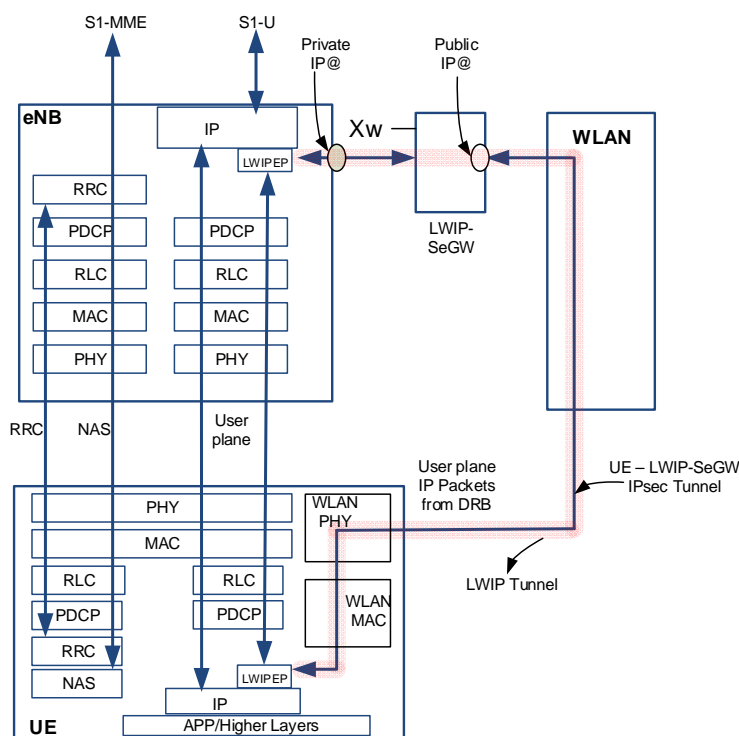 S1-MME
S1-U
Private
IP@
Public
IP@
eNB
IP
LWIPEP
Xw
WLAN
RRC
PDCP
PDCP
RLC
RLC
MAC
MAC
PHY
PHY
LWIP-
SeGW
RRC
NAS
User
plane
User plane
IP Packets
from DRB
UE – LWIP-SeGW
IPsec Tunnel
LWIP Tunnel
PHY
WLAN
PHY
MAC
RLC
RLC
WLAN
MAC
PDCP
PDCP
RRC
NAS
LWIPEP
IP
APP/Higher Layers
UE